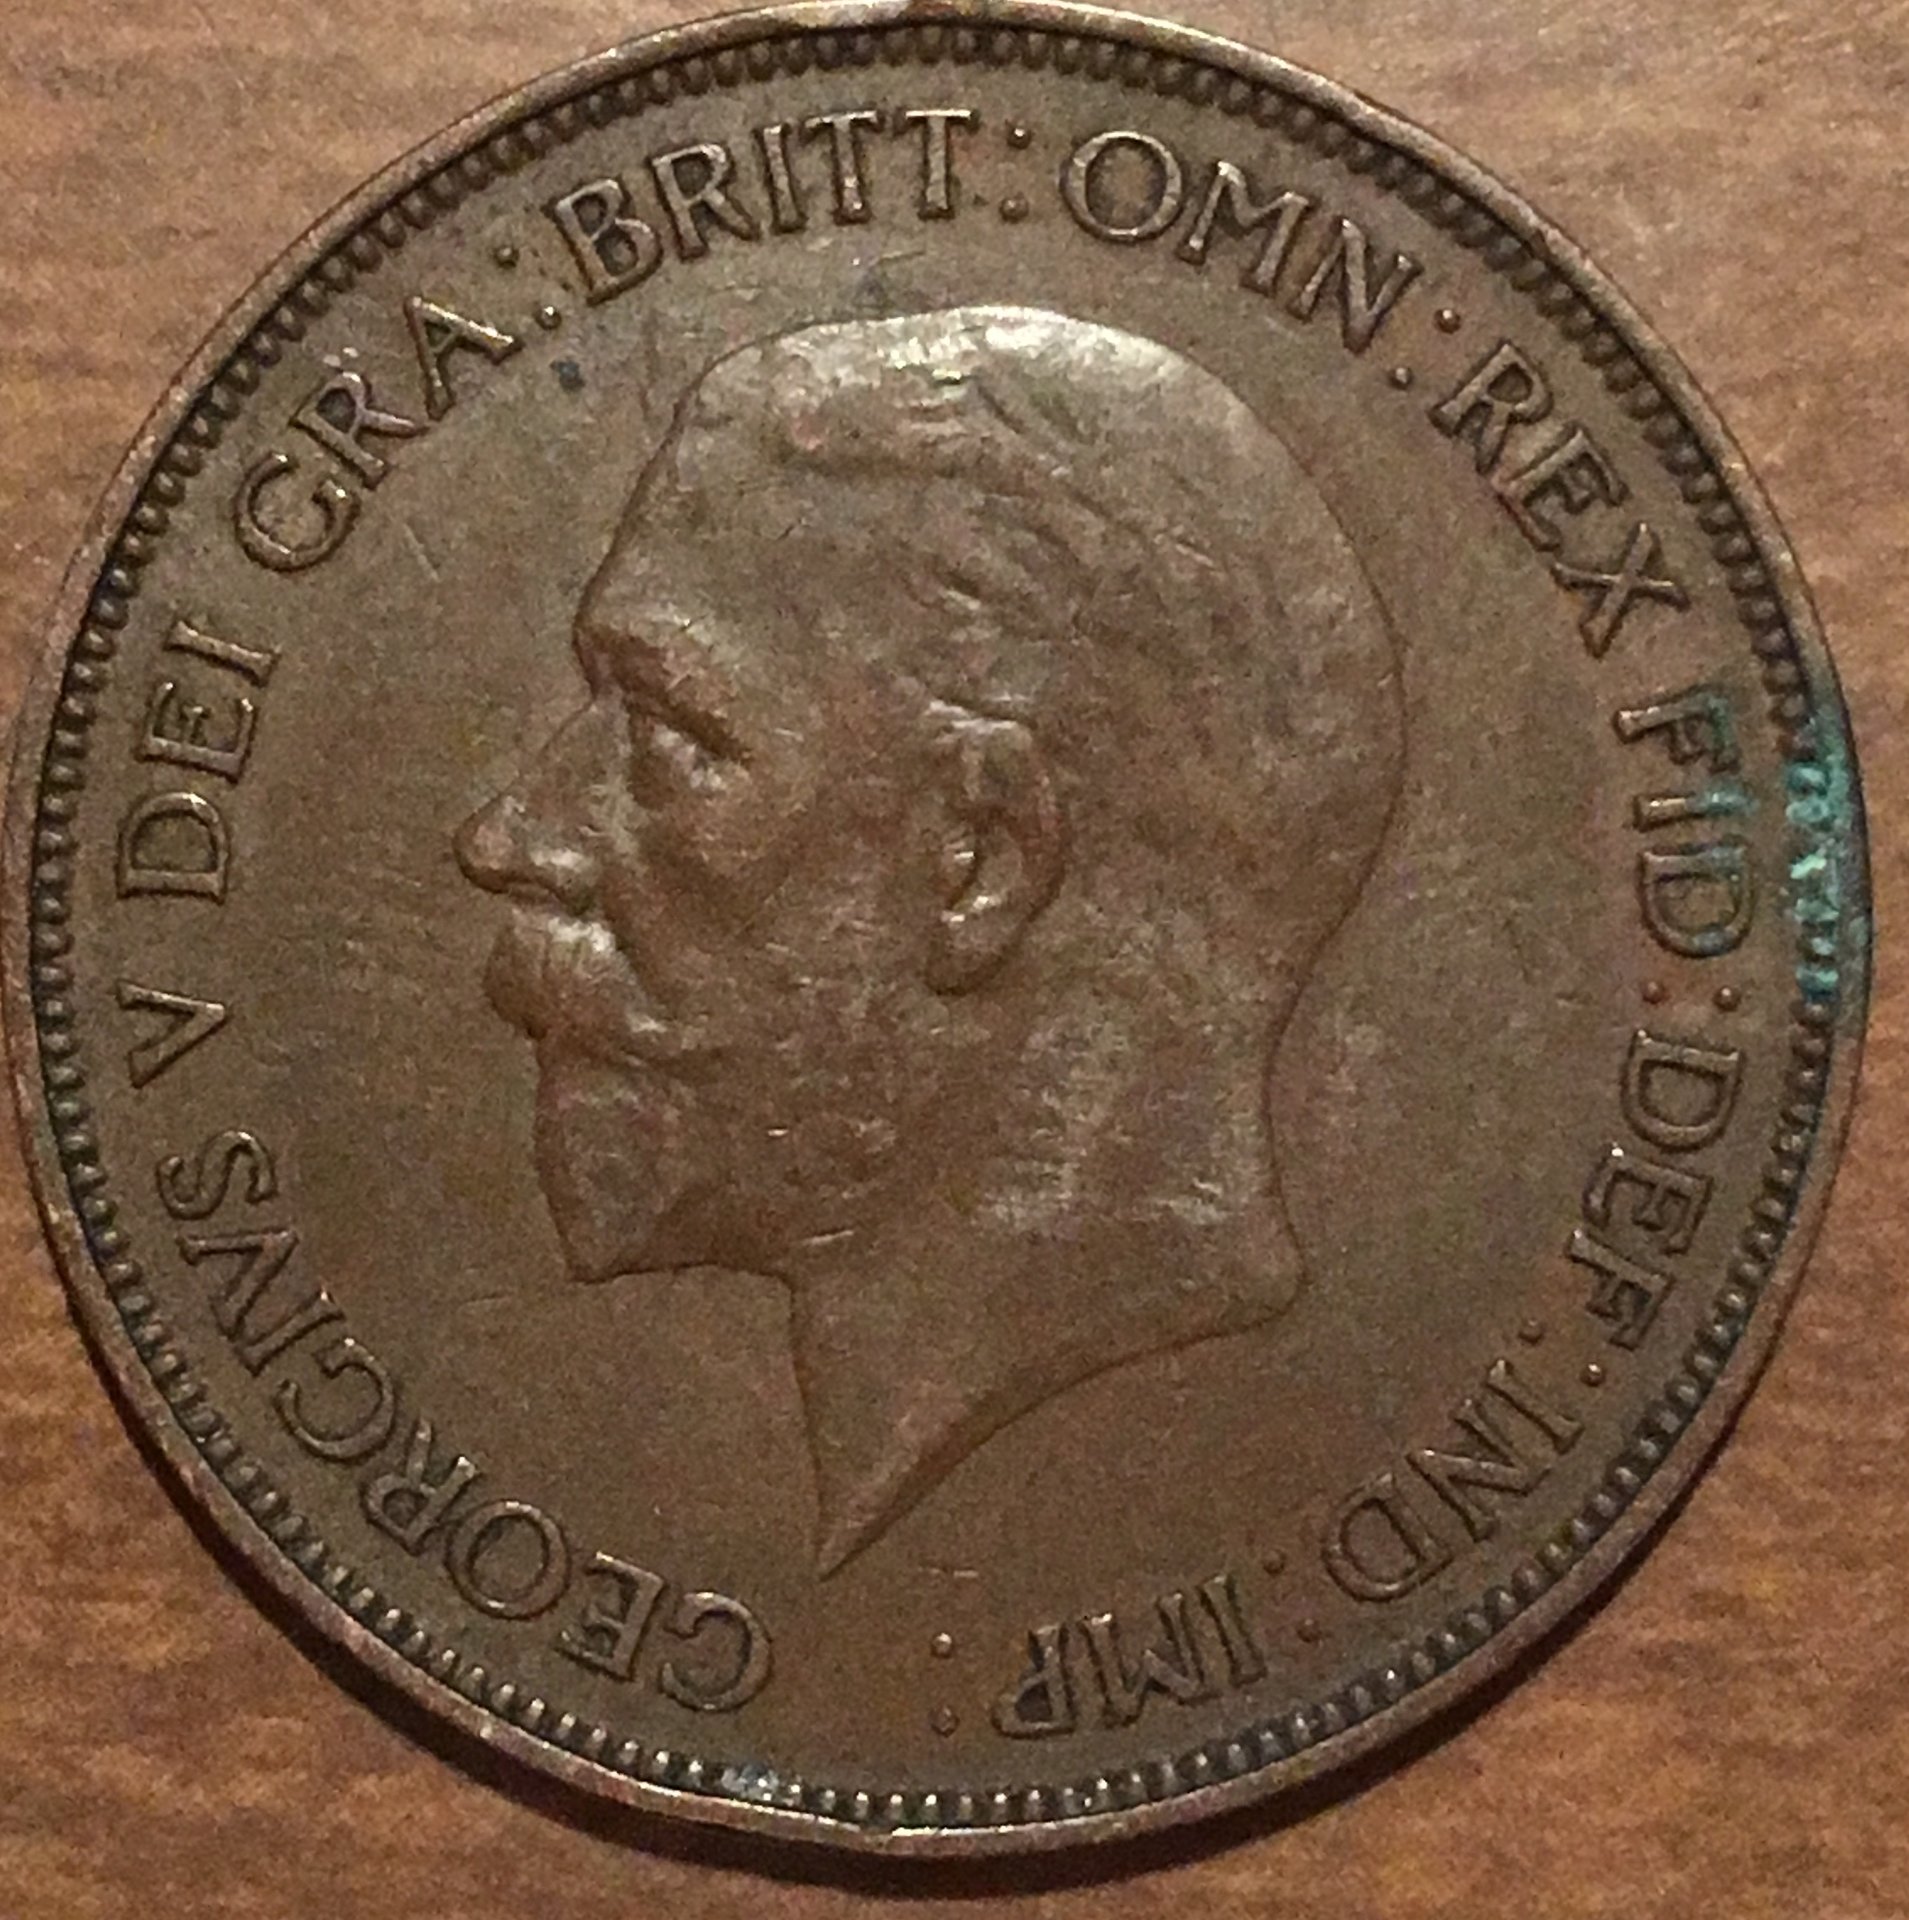 GEORGIVS V DEI GRA: BRITT: OMN: REX FID: DEF: IND: IMP: